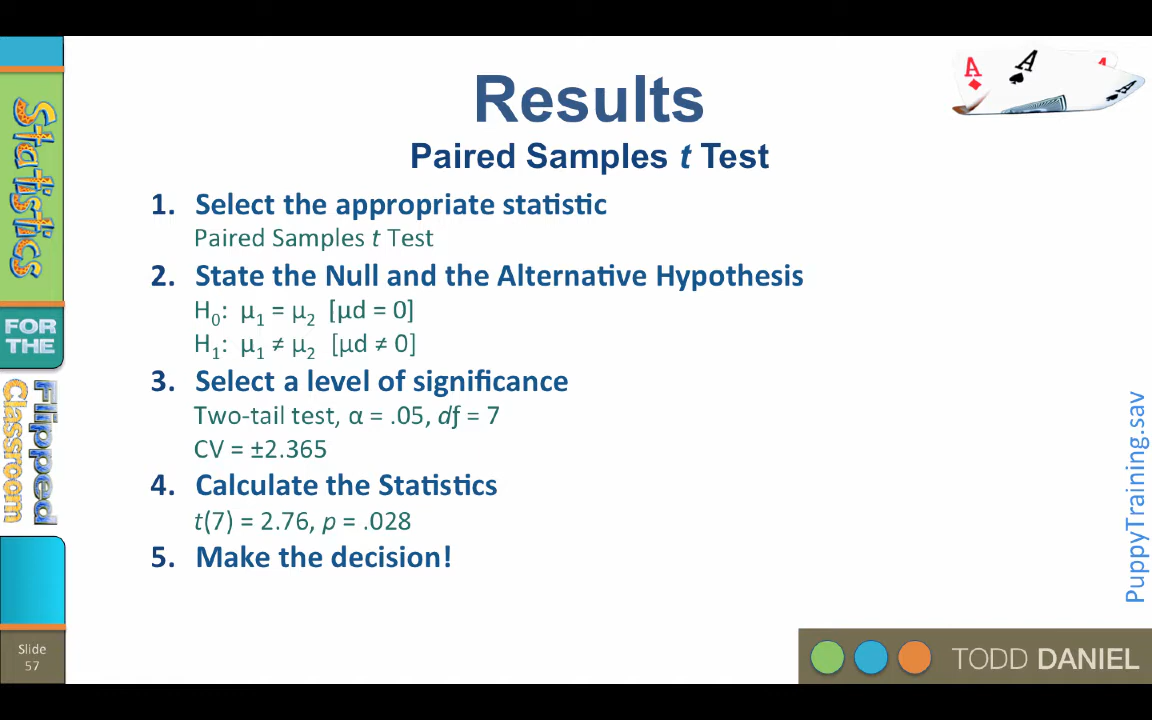 Results
Paired Samples t Test
1. Select the appropriate statistic
Paired Samples t Test
2. State the Null and the Alternative Hypothesis
H₀: μ₁ = μ₂ [μd = 0]
H₁: μ₁ ≠ μ₂ [μd ≠ 0]
3. Select a level of significance
Two-tail test, α = .05, dƒ = 7
CV = ±2.365
4. Calculate the Statistics
t(7) = 2.76, p = .028
5. Make the decision!
Statistics
FOR
THE
Flipped
Classroom
Slide
57
A
A
A
A
PuppyTraining.sav
TODD DANIEL